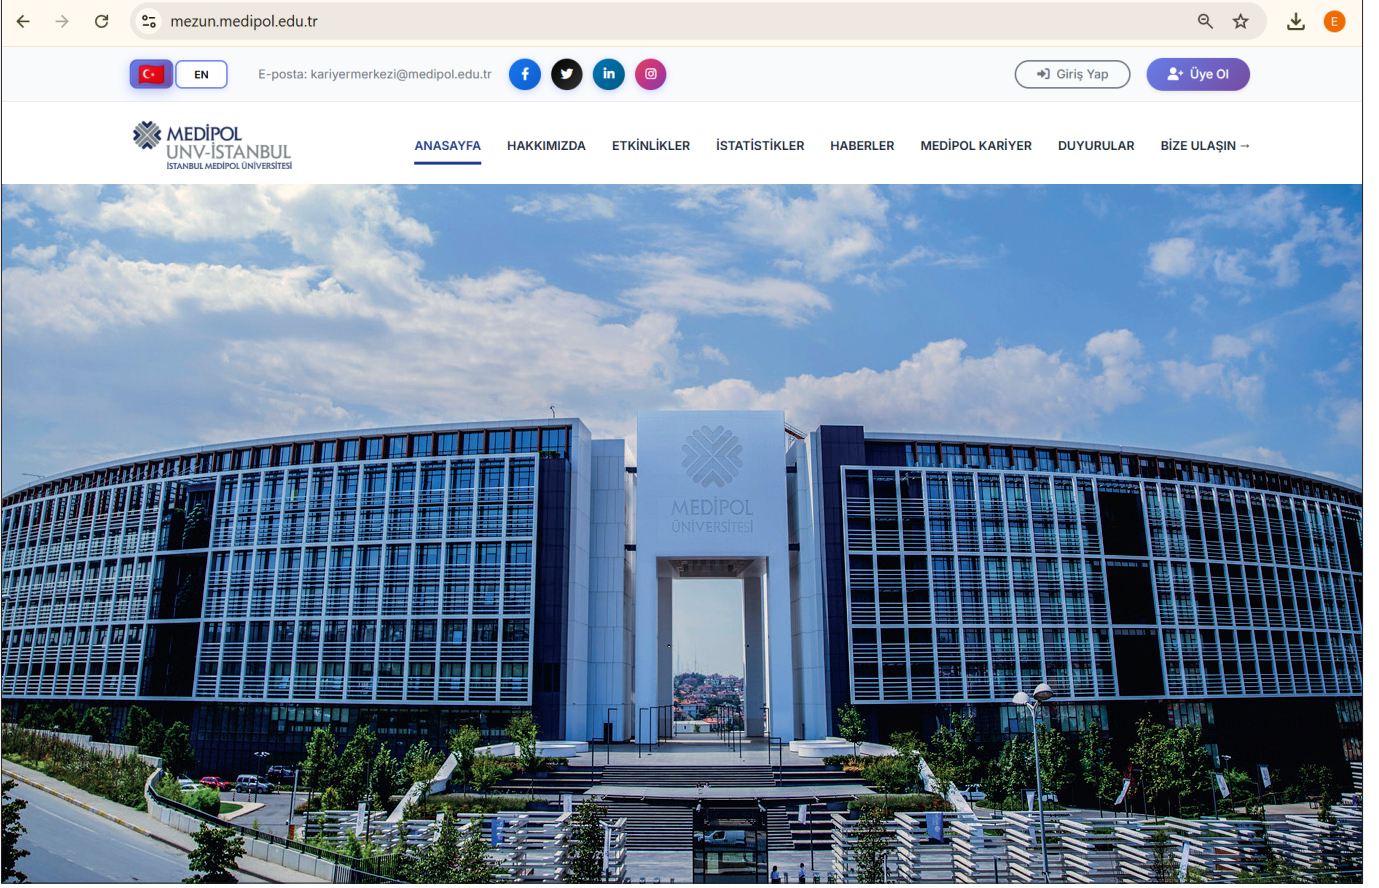 mezun.medipol.edu.tr
E
EN
E-posta: kariyermerkezi@medipol.edu.tr
Giriş Yap
Üye Ol
MEDİPOL
UNV-İSTANBUL
İSTANBUL MEDİPOL ÜNİVERSİTESİ
ANASAYFA
HAKKIMIZDA
ETKİNLİKLER
İSTATİSTİKLER
HABERLER
MEDİPOL KARİYER
DUYURULAR
BİZE ULAŞIN →
MEDİPOL
ÜNİVERSİTESİ